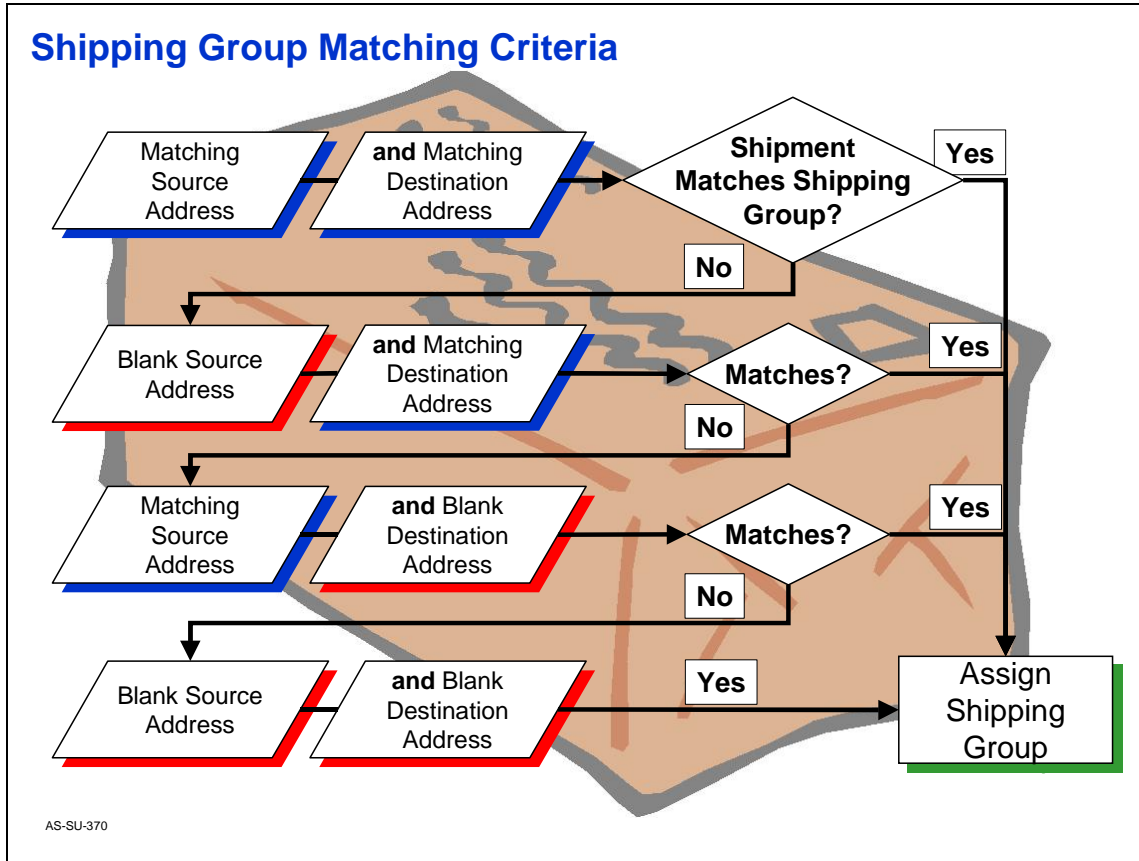 Shipping Group Matching Criteria
Matching
Source
Address
and Matching
Destination
Address
Shipment
Matches Shipping
Group?
Yes
No
Blank Source
Address
and Matching
Destination
Address
Matches?
Yes
No
Matching
Source
Address
and Blank
Destination
Address
Matches?
Yes
No
Blank Source
Address
and Blank
Destination
Address
Yes
Assign
Shipping
Group
AS-SU-370